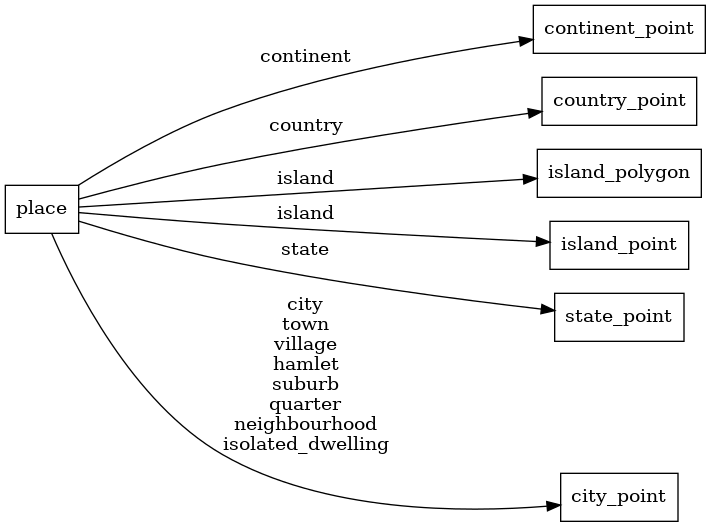 continent_point
continent
country_point
country
island_polygon
island
place
island
island_point
state
state_point
city
town
village
hamlet
suburb
quarter
neighbourhood
isolated_dwelling
city_point